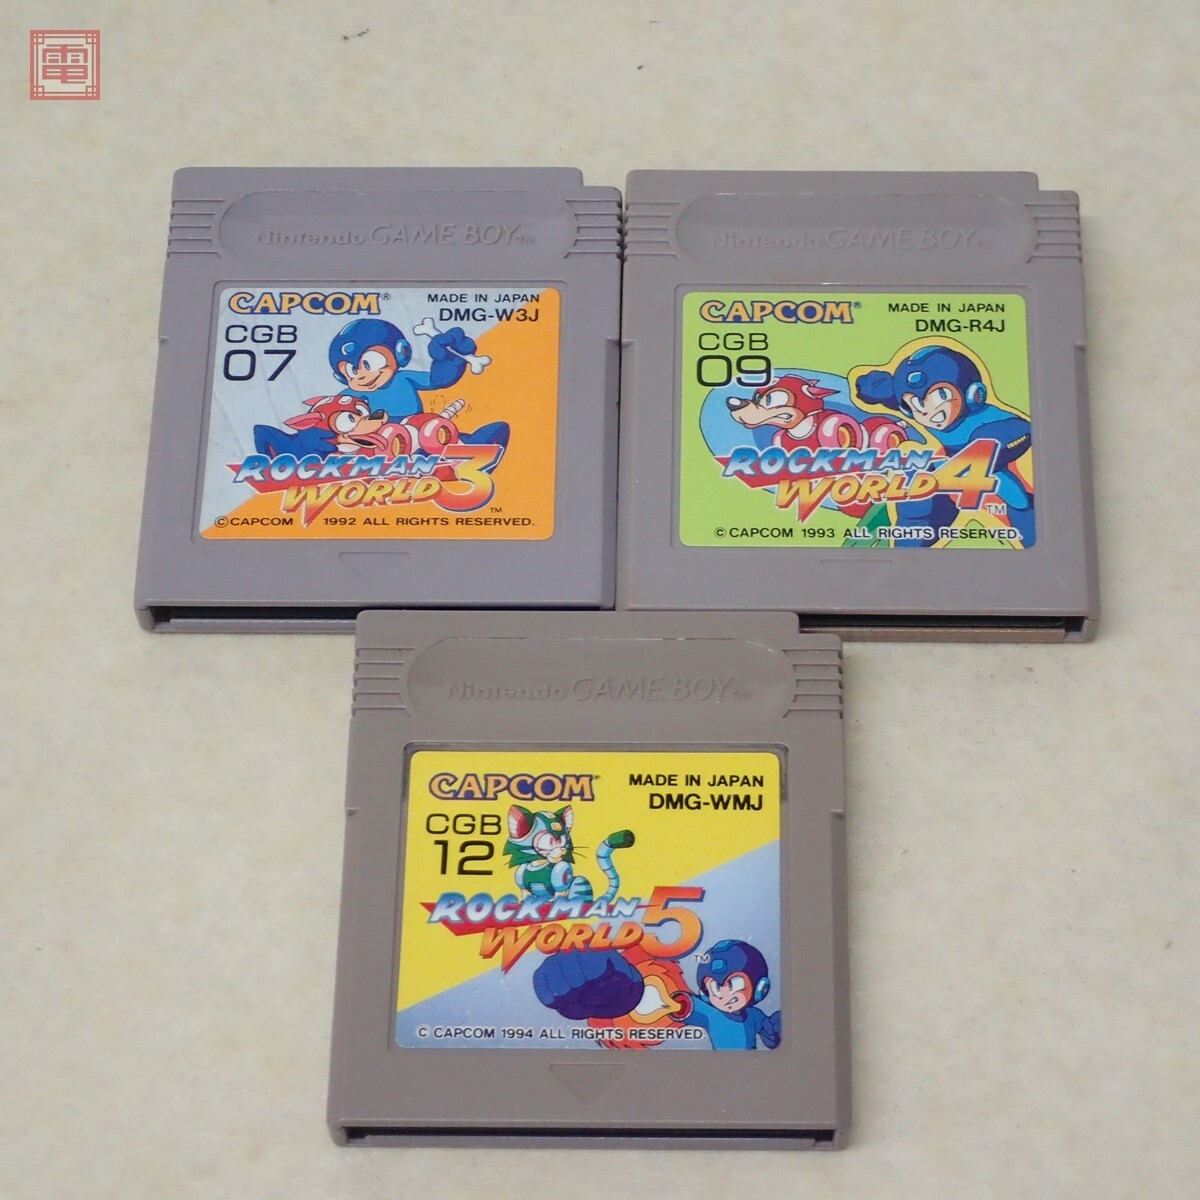 電
Nintendo GAME BOY™
CAPCOM®
MADE IN JAPAN
DMG-W3J
CGB
07
ROCKMAN
WORLD 3
™
©CAPCOM 1992 ALL RIGHTS RESERVED.
Nintendo GAME BOY™
CAPCOM®
MADE IN JAPAN
DMG-R4J
CGB
09
ROCKMAN
WORLD 4
™
©CAPCOM 1993 ALL RIGHTS RESERVED.
Nintendo GAME BOY™
CAPCOM®
MADE IN JAPAN
DMG-WMJ
CGB
12
ROCKMAN
WORLD 5
™
© CAPCOM 1994 ALL RIGHTS RESERVED.